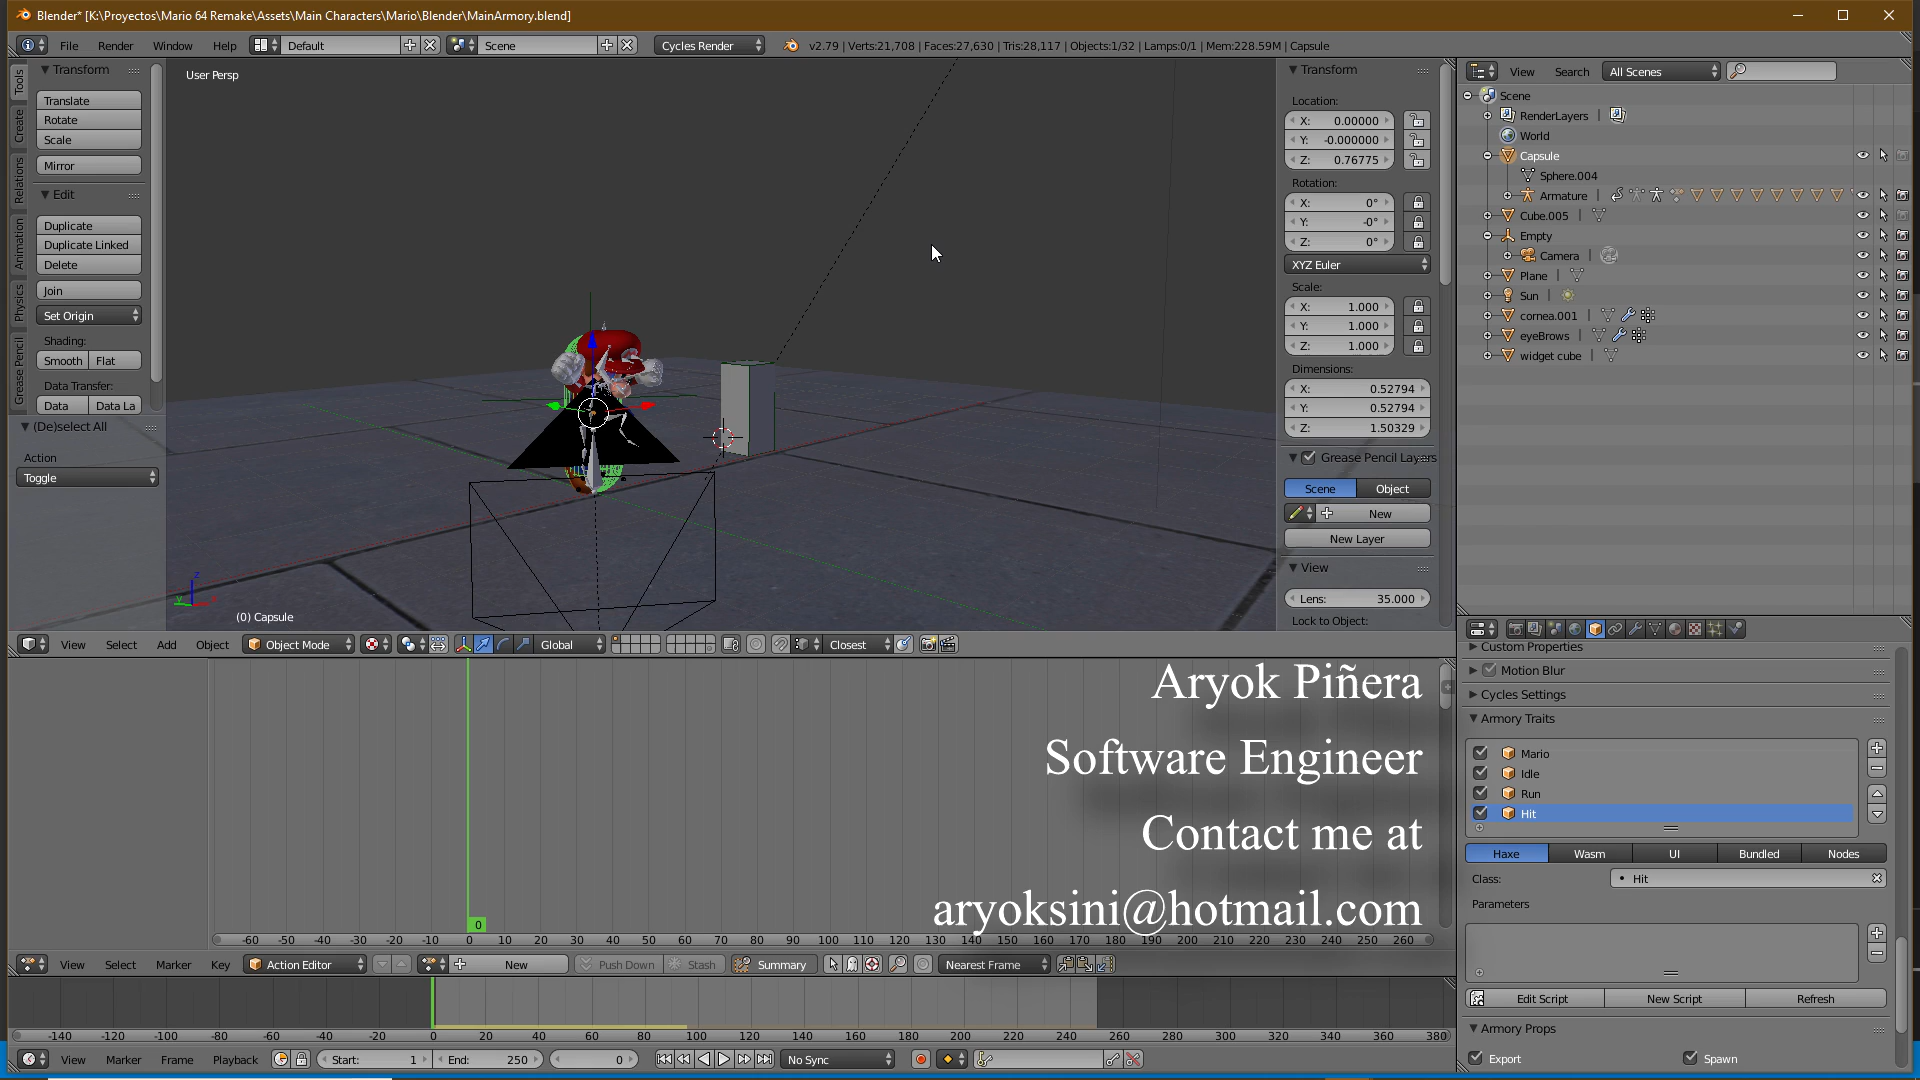 Blender* [K:\Proyectos\Mario 64 Remake\Assets\Main Characters\Mario\Blender\MainArmory.blend]
File Render Window Help Default Scene Cycles Render v2.79 | Verts:21,708 | Faces:27,630 | Tris:28,117 | Objects:1/32 | Lamps:0/1 | Mem:228.59M | Capsule
Tools
Create
Relations
Animation
Physics
Grease Pencil
Transform
Translate
Rotate
Scale
Mirror
Edit
Duplicate
Duplicate Linked
Delete
Join
Set Origin
Shading:
Smooth Flat
Data Transfer:
Data Data La
(De)select All
Action
Toggle
User Persp
(0) Capsule
Transform
Location:
X: 0.00000
Y: -0.000000
Z: 0.76775
Rotation:
X: 0°
Y: -0°
Z: 0°
XYZ Euler
Scale:
X: 1.000
Y: 1.000
Z: 1.000
Dimensions:
X: 0.52794
Y: 0.52794
Z: 1.50329
Grease Pencil Layers
Scene Object
New
New Layer
View
Lens: 35.000
Lock to Object:
View Search All Scenes
Scene
RenderLayers
World
Capsule
Sphere.004
Armature
Cube.005
Empty
Camera
Plane
Sun
cornea.001
eyeBrows
widget cube
View Select Add Object Object Mode Global Closest
Aryok Piñera
Software Engineer
Contact me at
aryoksini@hotmail.com
0
-60 -50 -40 -30 -20 -10 0 10 20 30 40 50 60 70 80 90 100 110 120 130 140 150 160 170 180 190 200 210 220 230 240 250 260
View Select Marker Key Action Editor New Push Down Stash Summary Nearest Frame
-140 -120 -100 -80 -60 -40 -20 0 20 40 60 80 100 120 140 160 180 200 220 240 260 280 300 320 340 360 380
View Marker Frame Playback Start: 1 End: 250 0 No Sync
Custom Properties
Motion Blur
Cycles Settings
Armory Traits
Mario
Idle
Run
Hit
Haxe Wasm UI Bundled Nodes
Class: Hit
Parameters
Edit Script New Script Refresh
Armory Props
Export Spawn